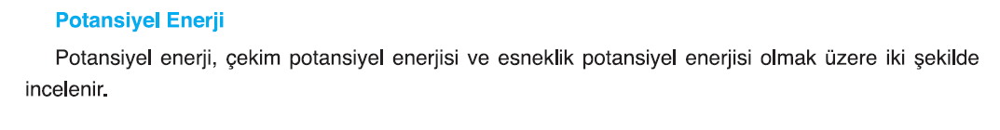 Potansiyel Enerji
Potansiyel enerji, çekim potansiyel enerjisi ve esneklik potansiyel enerjisi olmak üzere iki şekilde
incelenir.